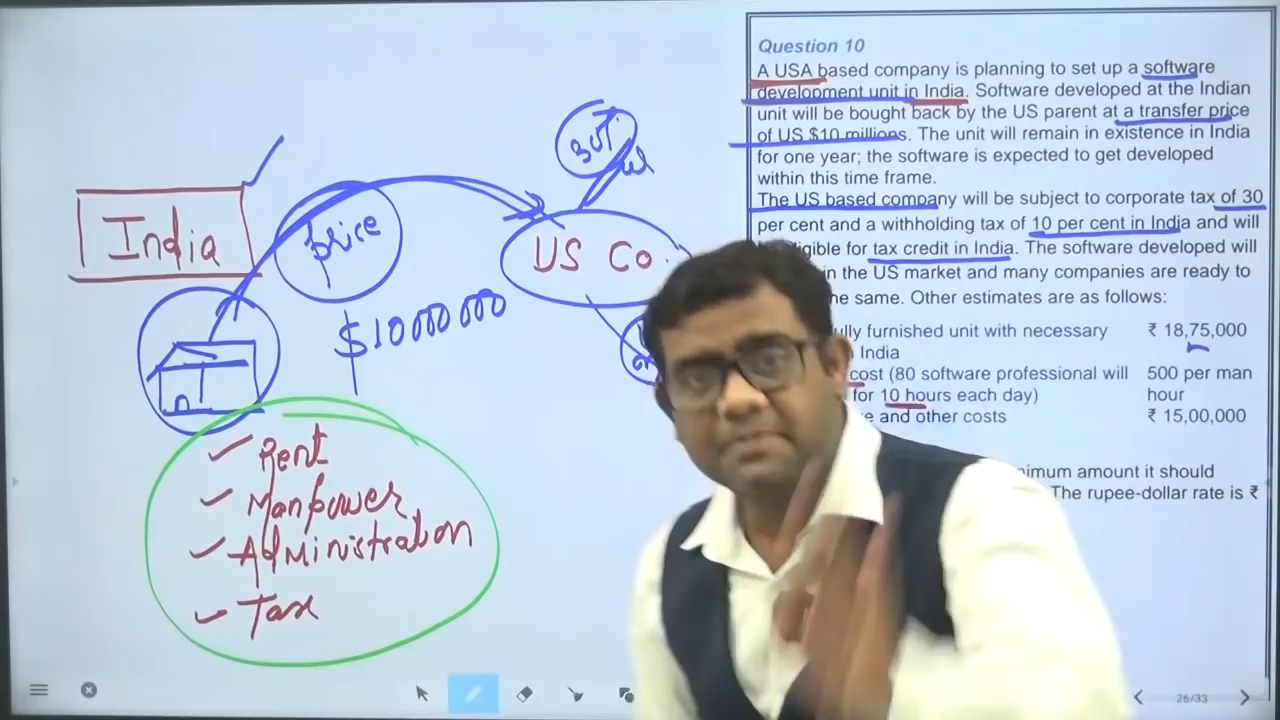 Question 10
A USA based company is planning to set up a software
development unit in India. Software developed at the Indian
unit will be bought back by the US parent at a transfer price
of US $10 millions. The unit will remain in existence in India
for one year; the software is expected to get developed
within this time frame.
The US based company will be subject to corporate tax of 30
per cent and a withholding tax of 10 per cent in India and will
for tax credit in India. The software developed will
in the US market and many companies are ready to
same. Other estimates are as follows:
furnished unit with necessary ₹ 18,75,000
India
cost (80 software professional will 500 per man
for 10 hours each day) hour
and other costs ₹ 15,00,000
amount it should
The rupee-dollar rate is ₹
India
price
US Co.
30%
$10000000
Rent
Manpower
Administration
Tax
26/33